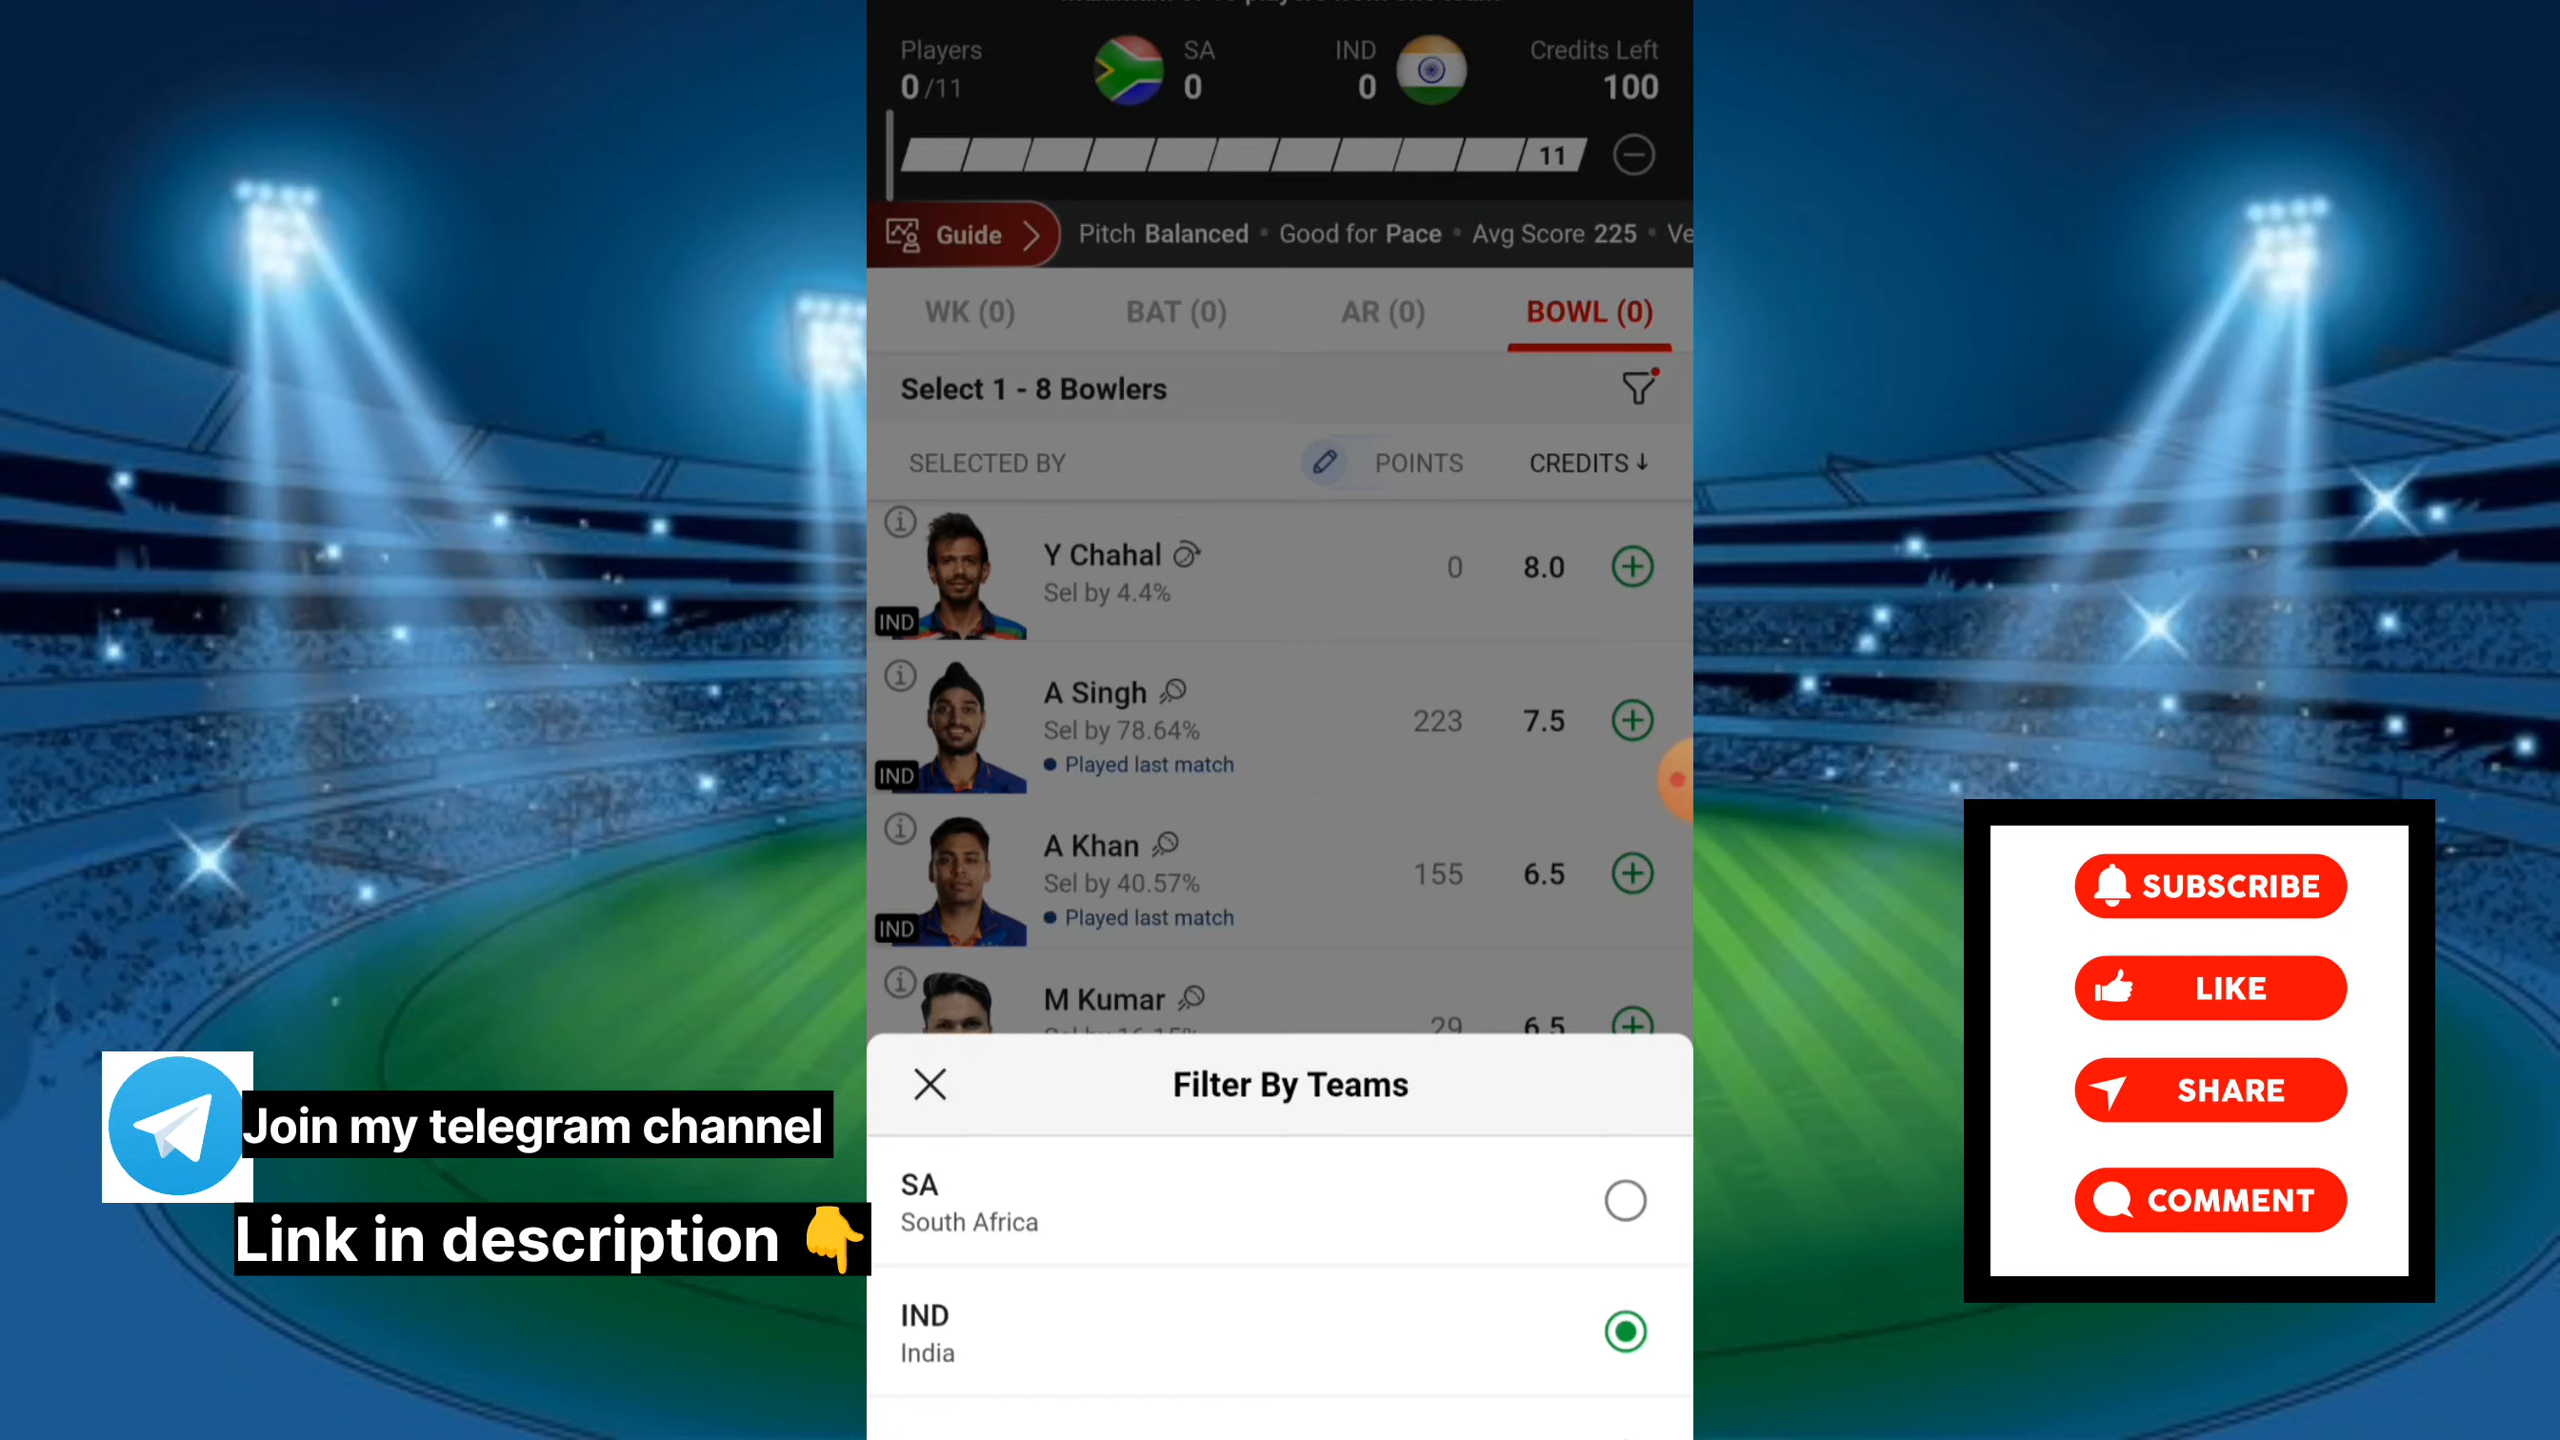 Players
SA
IND
Credits Left
0/11
0
0
100
11
Guide
Pitch Balanced • Good for Pace • Avg Score 225 • Ve
WK (0)
BAT (0)
AR (0)
BOWL (0)
Select 1 - 8 Bowlers
SELECTED BY
POINTS
CREDITS ↓
Y Chahal
Sel by 4.4%
0
8.0
IND
A Singh
Sel by 78.64%
Played last match
223
7.5
IND
A Khan
Sel by 40.57%
Played last match
155
6.5
IND
M Kumar
29
6.5
Filter By Teams
SA
South Africa
IND
India
Join my telegram channel
Link in description 👇
SUBSCRIBE
LIKE
SHARE
COMMENT